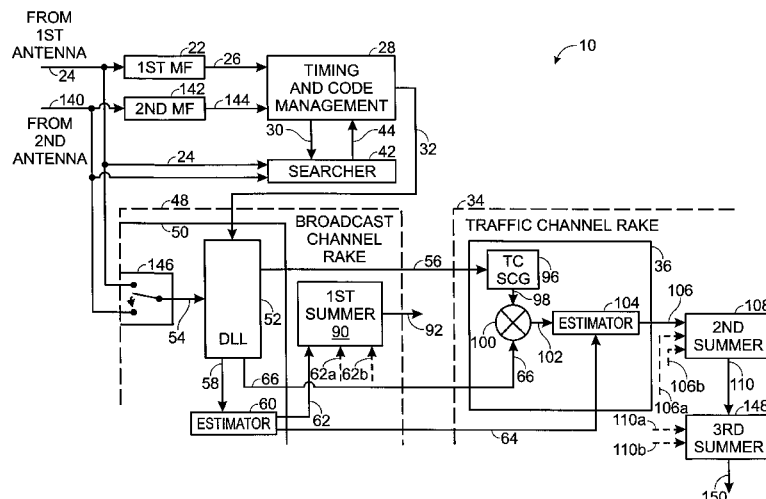 FROM
1ST
ANTENNA
24
22
1ST MF
26
28
TIMING
AND CODE
MANAGEMENT
10
140
142
2ND MF
144
FROM
2ND
ANTENNA
30
44
32
24
42
SEARCHER
48
50
BROADCAST
CHANNEL
RAKE
34
TRAFFIC CHANNEL RAKE
36
146
54
52
DLL
56
TC
SCG
96
98
1ST
SUMMER
90
92
100
102
104
ESTIMATOR
106
108
2ND
SUMMER
58
66
62a
62b
66
106b
106a
110
60
ESTIMATOR
62
64
148
110a
110b
3RD
SUMMER
150